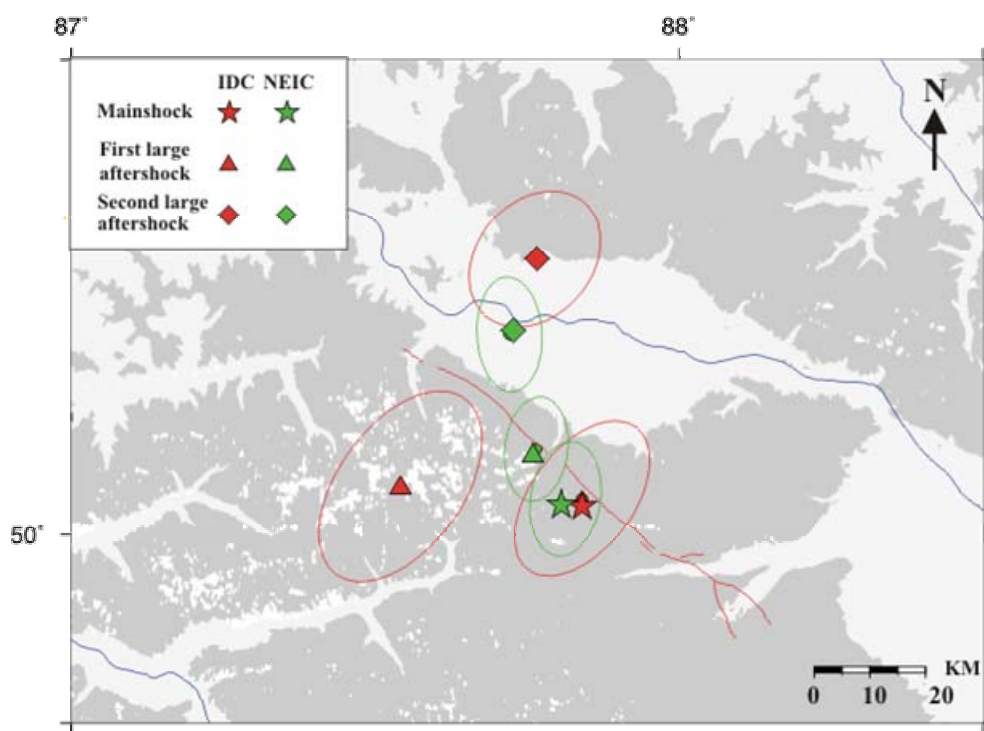 87°
88°
IDC NEIC
Mainshock
First large
aftershock
Second large
aftershock
N
50°
KM
0 10 20